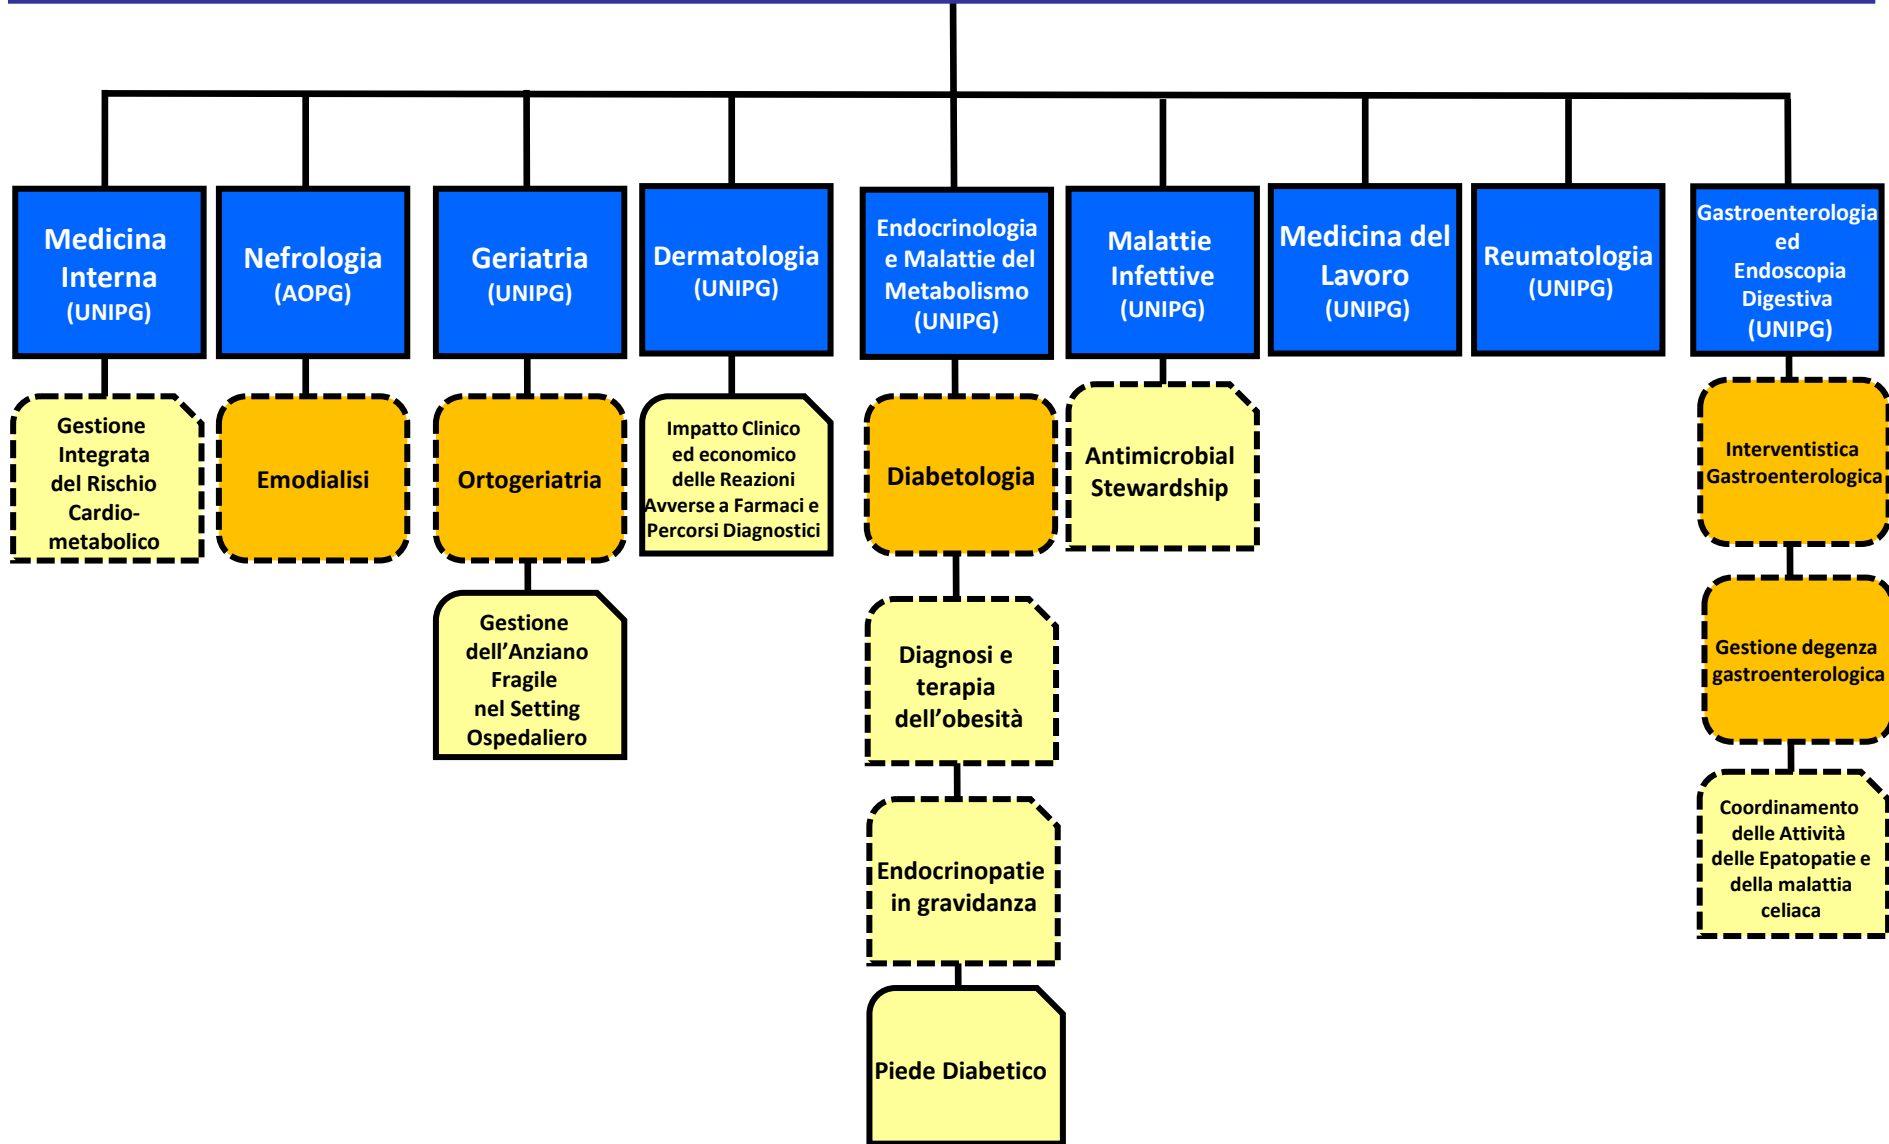 Medicina
Interna
(UNIPG)
Nefrologia
(AOPG)
Geriatria
(UNIPG)
Dermatologia
(UNIPG)
Endocrinologia
e Malattie del
Metabolismo
(UNIPG)
Malattie
Infettive
(UNIPG)
Medicina del
Lavoro
(UNIPG)
Reumatologia
(UNIPG)
Gastroenterologia
ed
Endoscopia
Digestiva
(UNIPG)
Gestione
Integrata
del Rischio
Cardio-
metabolico
Emodialisi
Ortogeriatria
Impatto Clinico
ed economico
delle Reazioni
Avverse a Farmaci e
Percorsi Diagnostici
Diabetologia
Antimicrobial
Stewardship
Interventistica
Gastroenterologica
Gestione
dell’Anziano
Fragile
nel Setting
Ospedaliero
Diagnosi e
terapia
dell’obesità
Gestione degenza
gastroenterologica
Endocrinopatie
in gravidanza
Coordinamento
delle Attività
delle Epatopatie e
della malattia
celiaca
Piede Diabetico